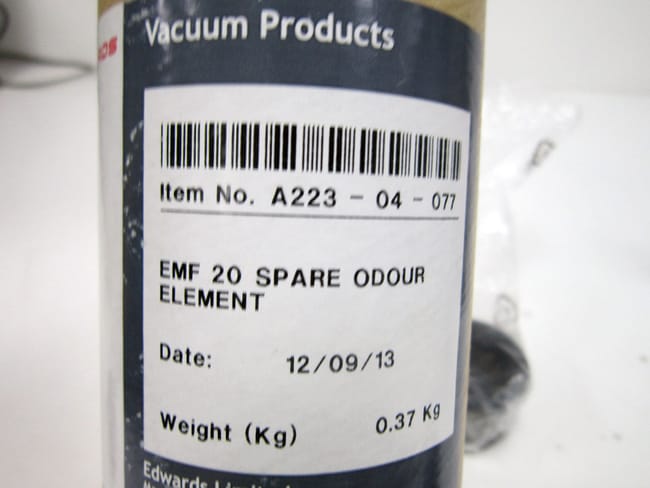 Vacuum Products
Item No. A223 - 04 - 077
EMF 20 SPARE ODOUR
ELEMENT
Date: 12/09/13
Weight (Kg) 0.37 Kg
Edwards